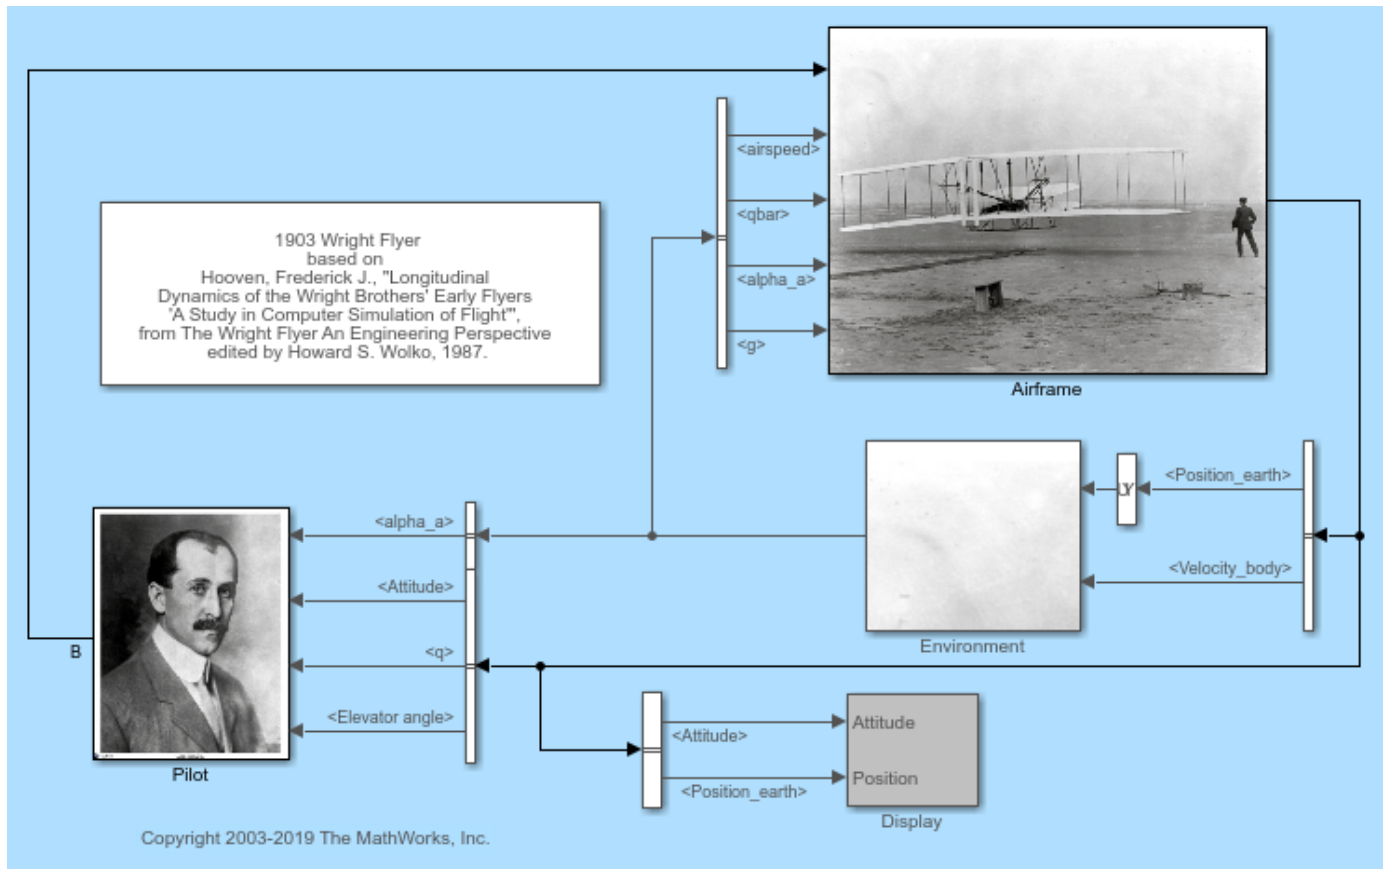 <airspeed>
<qbar>
<alpha_a>
<g>
Airframe
1903 Wright Flyer
based on
Hooven, Frederick J., "Longitudinal
Dynamics of the Wright Brothers' Early Flyers
'A Study in Computer Simulation of Flight'",
from The Wright Flyer An Engineering Perspective
edited by Howard S. Wolko, 1987.
<Position_earth>
<Velocity_body>
Environment
<alpha_a>
<Attitude>
<q>
<Elevator angle>
B
Pilot
<Attitude>
<Position_earth>
Attitude
Position
Display
Copyright 2003-2019 The MathWorks, Inc.